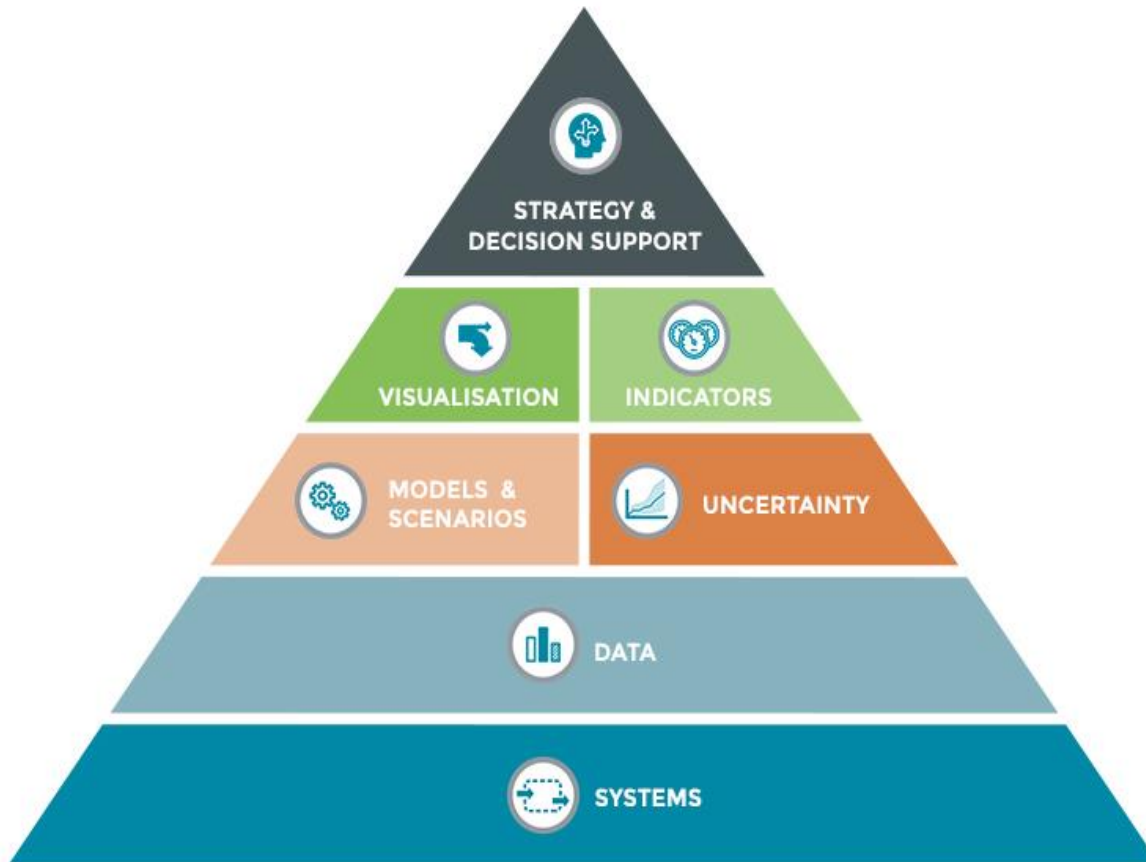 STRATEGY &
DECISION SUPPORT
VISUALISATION
INDICATORS
MODELS &
SCENARIOS
UNCERTAINTY
DATA
SYSTEMS